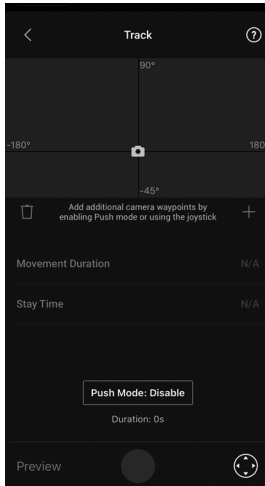 Track
?
90°
-180°
180
-45°
Add additional camera waypoints by
enabling Push mode or using the joystick
Movement Duration N/A
Stay Time N/A
Push Mode: Disable
Duration: 0s
Preview